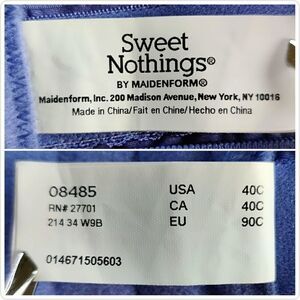 Sweet
Nothings®
BY MAIDENFORM®
Maidenform, Inc. 200 Madison Avenue, New York, NY 10016
Made in China/Fait en Chine/Hecho en China
08485 USA 40C
RN# 27701 CA 40C
214 34 W9B EU 90C
014671505603